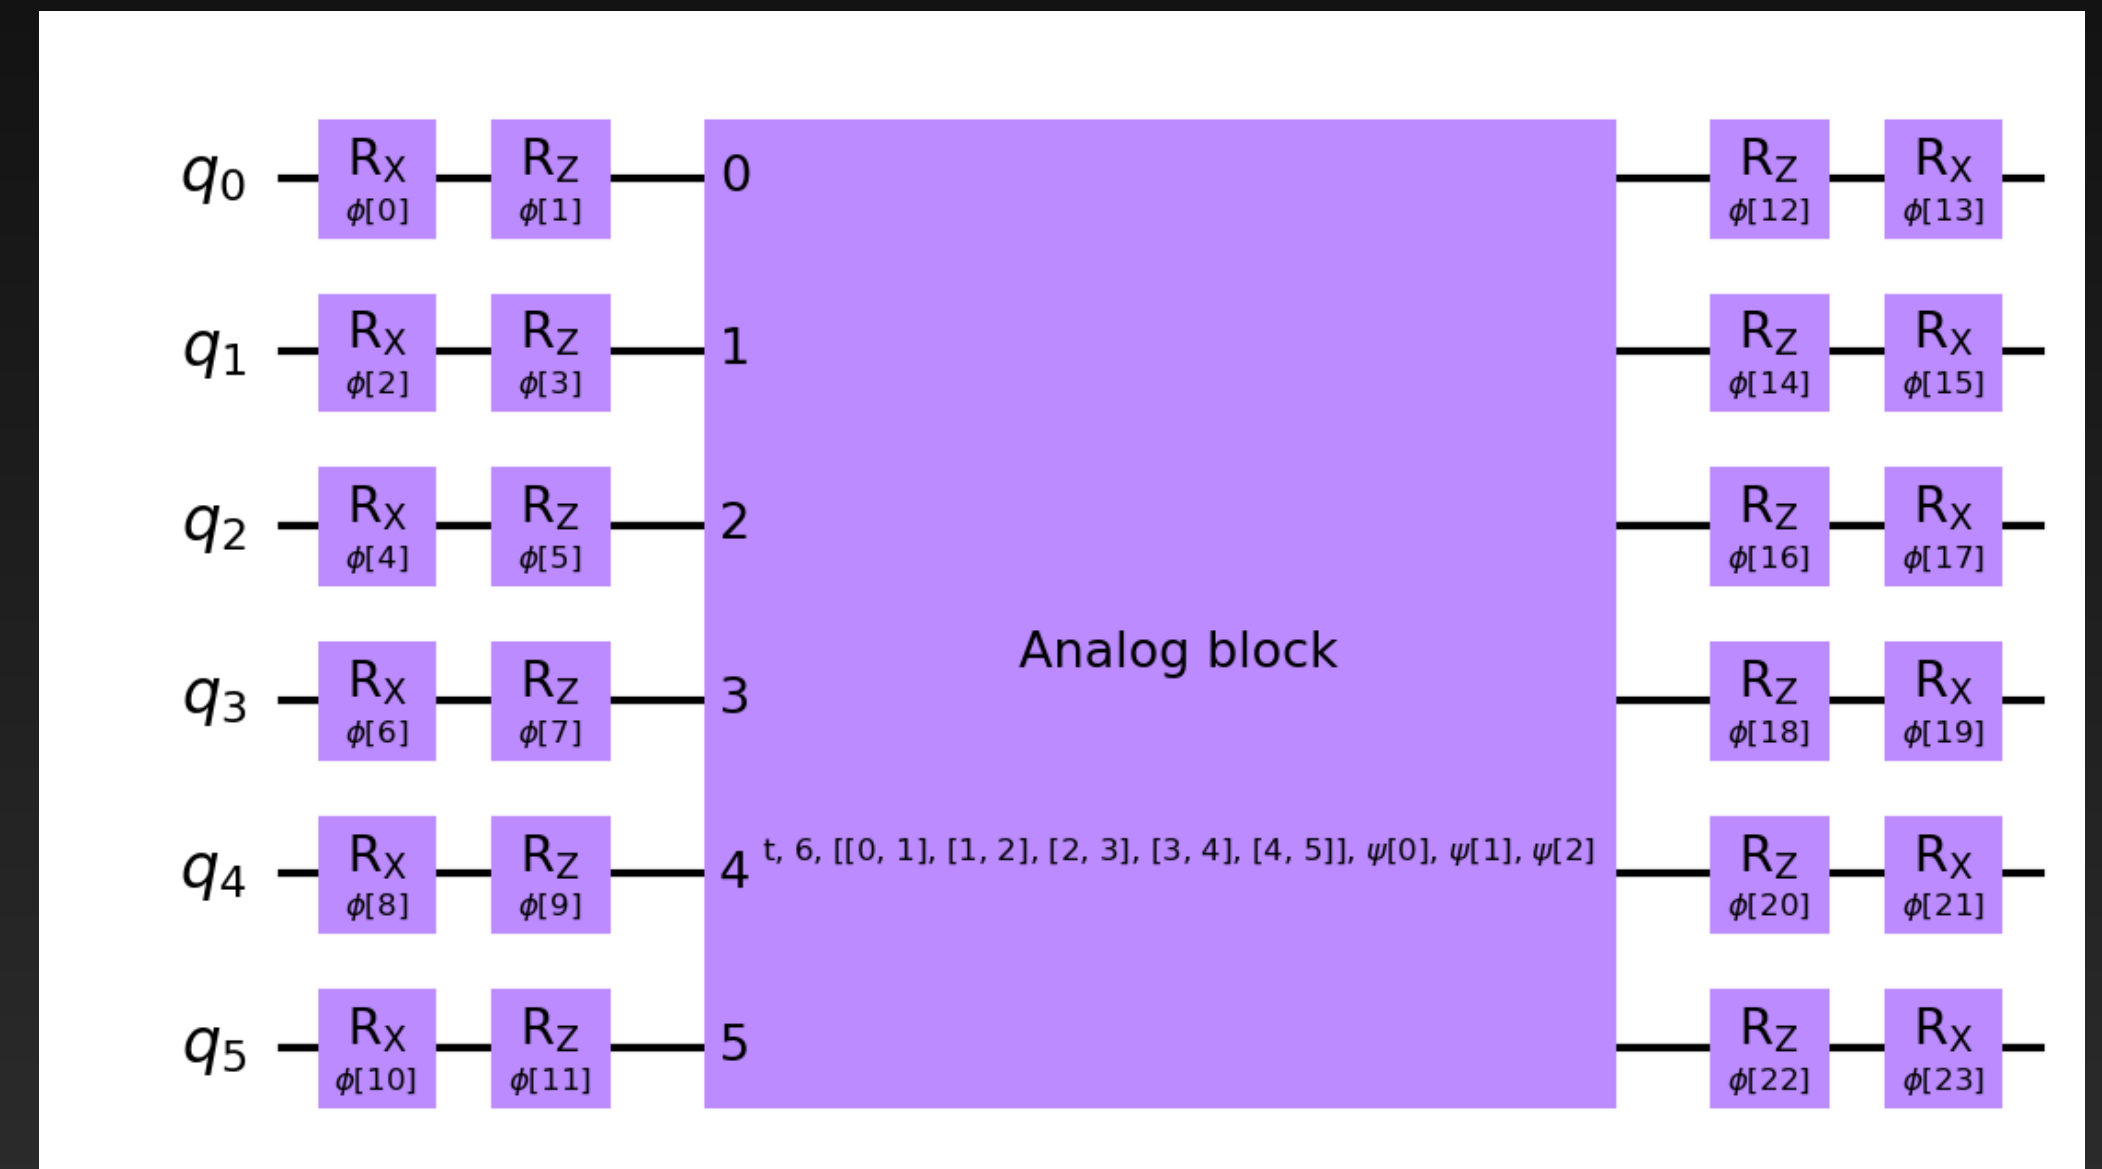 q0 RX RZ 0 RZ RX
ϕ[0] ϕ[1] ϕ[12] ϕ[13]
q1 RX RZ 1 RZ RX
ϕ[2] ϕ[3] ϕ[14] ϕ[15]
q2 RX RZ 2 RZ RX
ϕ[4] ϕ[5] ϕ[16] ϕ[17]
Analog block
q3 RX RZ 3 RZ RX
ϕ[6] ϕ[7] ϕ[18] ϕ[19]
t, 6, [[0, 1], [1, 2], [2, 3], [3, 4], [4, 5]], ψ[0], ψ[1], ψ[2]
q4 RX RZ 4 RZ RX
ϕ[8] ϕ[9] ϕ[20] ϕ[21]
q5 RX RZ 5 RZ RX
ϕ[10] ϕ[11] ϕ[22] ϕ[23]